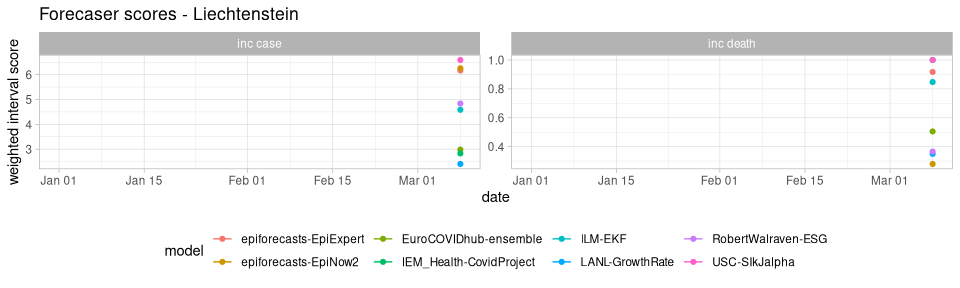 Forecaser scores - Liechtenstein
inc case
inc death
weighted interval score
6
5
4
3
1.0
0.8
0.6
0.4
Jan 01
Jan 15
Feb 01
Feb 15
Mar 01
Jan 01
Jan 15
Feb 01
Feb 15
Mar 01
date
model
epiforecasts-EpiExpert
EuroCOVIDhub-ensemble
ILM-EKF
RobertWalraven-ESG
epiforecasts-EpiNow2
IEM_Health-CovidProject
LANL-GrowthRate
USC-SIkJalpha